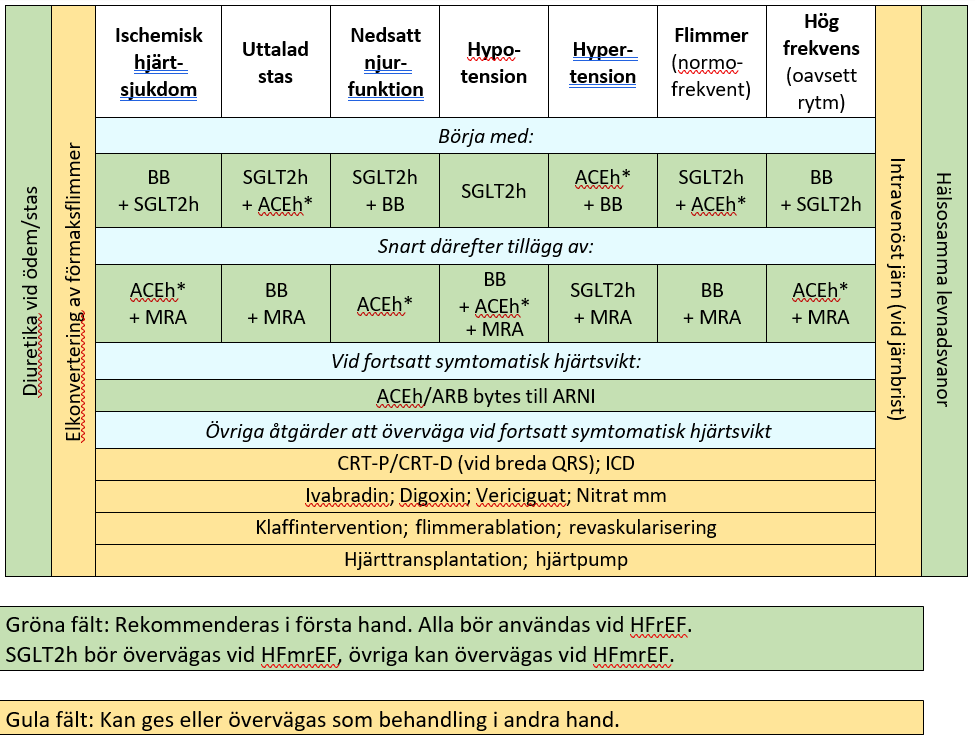 Diuretika vid ödem/stas
Elkonvertering av förmaksflimmer
Ischemisk
hjärt-
sjukdom
Uttalad
stas
Nedsatt
njur-
funktion
Hypo-
tension
Hyper-
tension
Flimmer
(normo-
frekvent)
Hög
frekvens
(oavsett
rytm)
Börja med:
BB
+ SGLT2h
SGLT2h
+ ACEh*
SGLT2h
+ BB
SGLT2h
ACEh*
+ BB
SGLT2h
+ ACEh*
BB
+ SGLT2h
Snart därefter tillägg av:
ACEh*
+ MRA
BB
+ MRA
ACEh*
BB
+ ACEh*
+ MRA
SGLT2h
+ MRA
BB
+ MRA
ACEh*
+ MRA
Vid fortsatt symtomatisk hjärtsvikt:
ACEh/ARB bytes till ARNI
Övriga åtgärder att överväga vid fortsatt symtomatisk hjärtsvikt
CRT-P/CRT-D (vid breda QRS); ICD
Ivabradin; Digoxin; Vericiguat; Nitrat mm
Klaffintervention; flimmerablation; revaskularisering
Hjärttransplantation; hjärtpump
Intravenöst järn (vid järnbrist)
Hälsosamma levnadsvanor
Gröna fält: Rekommenderas i första hand. Alla bör användas vid HFrEF.
SGLT2h bör övervägas vid HFmrEF, övriga kan övervägas vid HFmrEF.
Gula fält: Kan ges eller övervägas som behandling i andra hand.